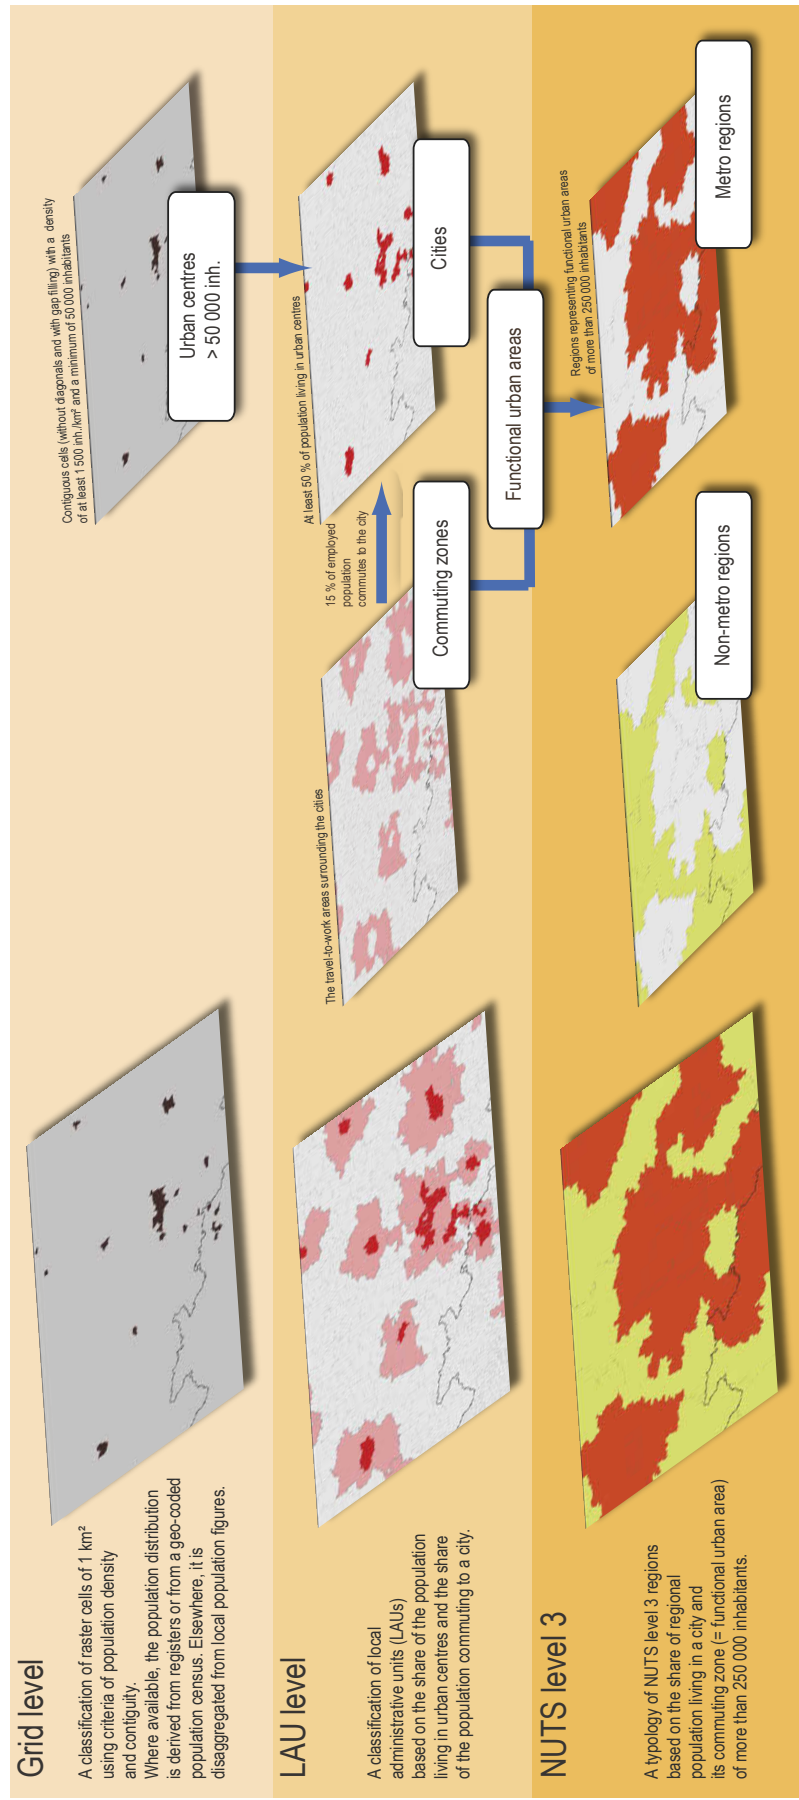 Grid level
A classification of raster cells of 1 km²
using criteria of population density
and contiguity.
Where available, the population distribution
is derived from registers or from a geo-coded
population census. Elsewhere, it is
disaggregated from local population figures.
Contiguous cells (without diagonals and with gap filling) with a density
of at least 1 500 inh./km² and a minimum of 50 000 inhabitants
Urban centres
> 50 000 inh.
LAU level
A classification of local
administrative units (LAUs)
based on the share of the population
living in urban centres and the share
of the population commuting to a city.
The travel-to-work areas surrounding the cities
Commuting zones
15 % of employed
population
commutes to the city
At least 50 % of population living in urban centres
Cities
Functional urban areas
NUTS level 3
A typology of NUTS level 3 regions
based on the share of regional
population living in a city and
its commuting zone (= functional urban area)
of more than 250 000 inhabitants.
Non-metro regions
Regions representing functional urban areas
of more than 250 000 inhabitants
Metro regions